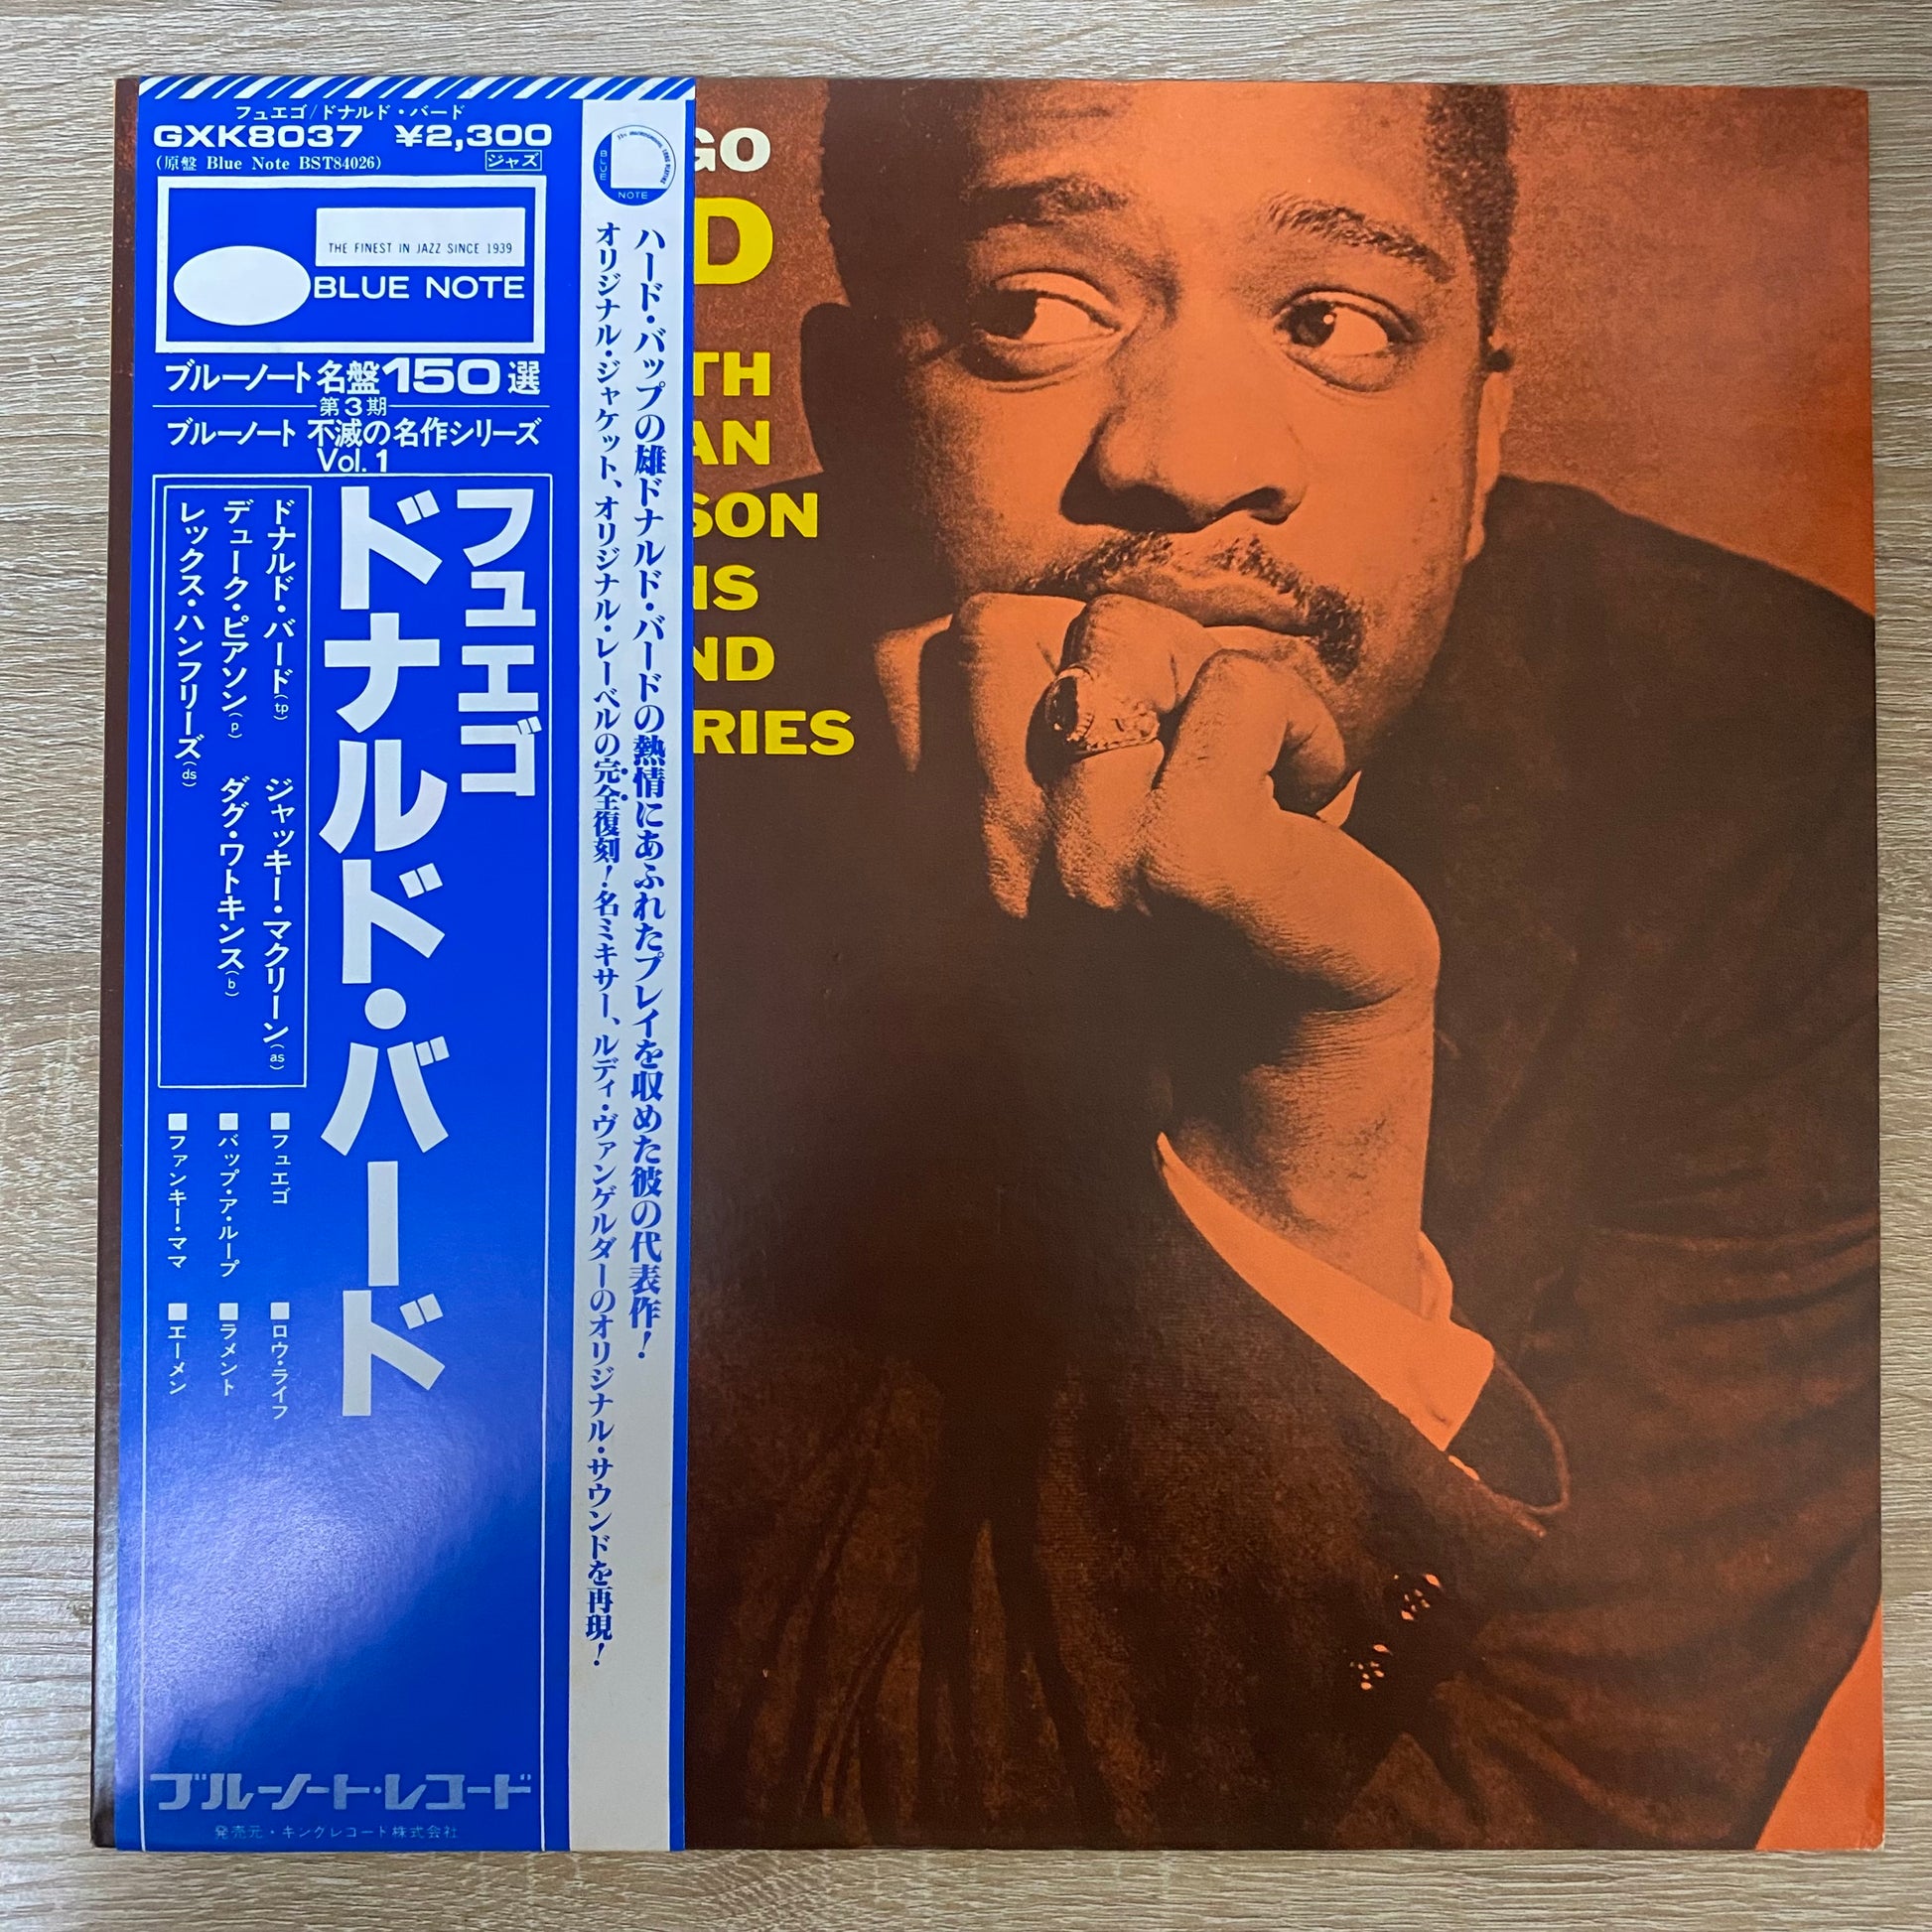 フュエゴ/ドナルド・バード
GXK8037 ¥2,300
(原盤 Blue Note BST84026) ジャズ
THE FINEST IN JAZZ SINCE 1939
BLUE NOTE
ブルーノート名盤150選
第3期
ブルーノート 不滅の名作シリーズ
Vol.1
フュエゴ
ドナルド・バード
ドナルド・バード(tp) ジャッキー・マクリーン(as)
デューク・ピアソン(p) ダグ・ワトキンス(b)
レックス・ハンフリーズ(ds)
■フュエゴ ■ロウ・ライフ
■バップ・ア・ループ ■ラメント
■ファンキー・ママ ■エーメン
ブルーノート・レコード
発売元・キングレコード株式会社
BLUE
NOTE
ハード・バップの雄ドナルド・バードの熱情にあふれたプレイを収めた彼の代表作!
オリジナル・ジャケット、オリジナル・レーベルの完全復刻!名ミキサー、ルディ・ヴァンゲルダーのオリジナル・サウンドを再現!
GO
D
TH
AN
SON
IS
ND
RIES